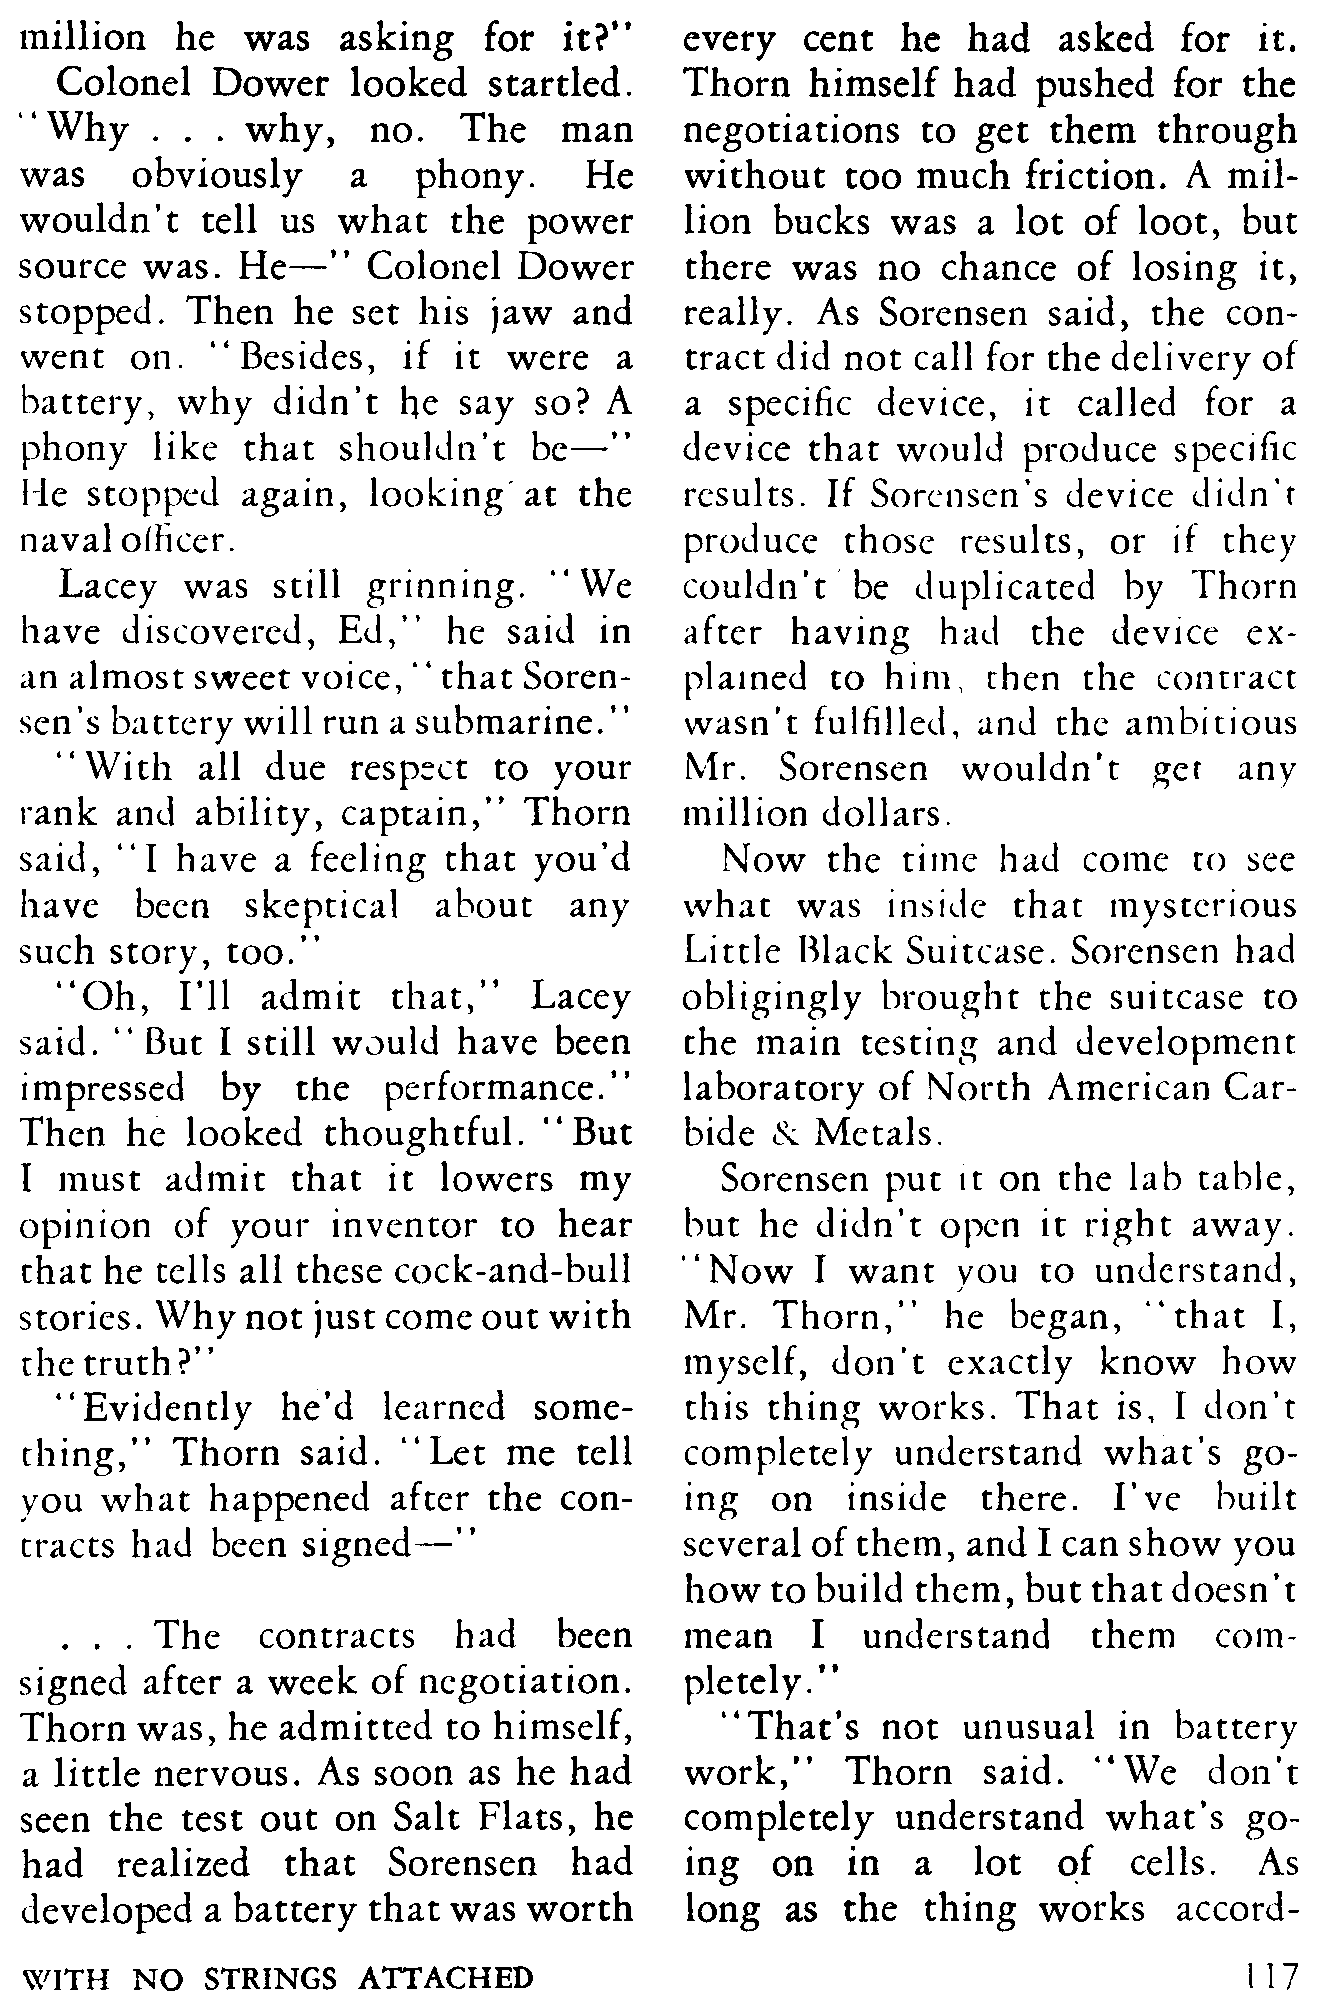 million he was asking for it?"
Colonel Dower looked startled.
"Why . . . why, no. The man
was obviously a phony. He
wouldn't tell us what the power
source was. He—" Colonel Dower
stopped. Then he set his jaw and
went on. "Besides, if it were a
battery, why didn't he say so? A
phony like that shouldn't be—"
He stopped again, looking at the
naval officer.
Lacey was still grinning. "We
have discovered, Ed," he said in
an almost sweet voice, "that Soren-
sen's battery will run a submarine."
"With all due respect to your
rank and ability, captain," Thorn
said, "I have a feeling that you'd
have been skeptical about any
such story, too."
"Oh, I'll admit that," Lacey
said. "But I still would have been
impressed by the performance."
Then he looked thoughtful. "But
I must admit that it lowers my
opinion of your inventor to hear
that he tells all these cock-and-bull
stories. Why not just come out with
the truth?"
"Evidently he'd learned some-
thing," Thorn said. "Let me tell
you what happened after the con-
tracts had been signed—"
. . . The contracts had been
signed after a week of negotiation.
Thorn was, he admitted to himself,
a little nervous. As soon as he had
seen the test out on Salt Flats, he
had realized that Sorensen had
developed a battery that was worth
every cent he had asked for it.
Thorn himself had pushed for the
negotiations to get them through
without too much friction. A mil-
lion bucks was a lot of loot, but
there was no chance of losing it,
really. As Sorensen said, the con-
tract did not call for the delivery of
a specific device, it called for a
device that would produce specific
results. If Sorensen's device didn't
produce those results, or if they
couldn't be duplicated by Thorn
after having had the device ex-
plained to him, then the contract
wasn't fulfilled, and the ambitious
Mr. Sorensen wouldn't get any
million dollars.
Now the time had come to see
what was inside that mysterious
Little Black Suitcase. Sorensen had
obligingly brought the suitcase to
the main testing and development
laboratory of North American Car-
bide & Metals.
Sorensen put it on the lab table,
but he didn't open it right away.
"Now I want you to understand,
Mr. Thorn," he began, "that I,
myself, don't exactly know how
this thing works. That is, I don't
completely understand what's go-
ing on inside there. I've built
several of them, and I can show you
how to build them, but that doesn't
mean I understand them com-
pletely."
"That's not unusual in battery
work," Thorn said. "We don't
completely understand what's go-
ing on in a lot of cells. As
long as the thing works accord-
WITH NO STRINGS ATTACHED
117